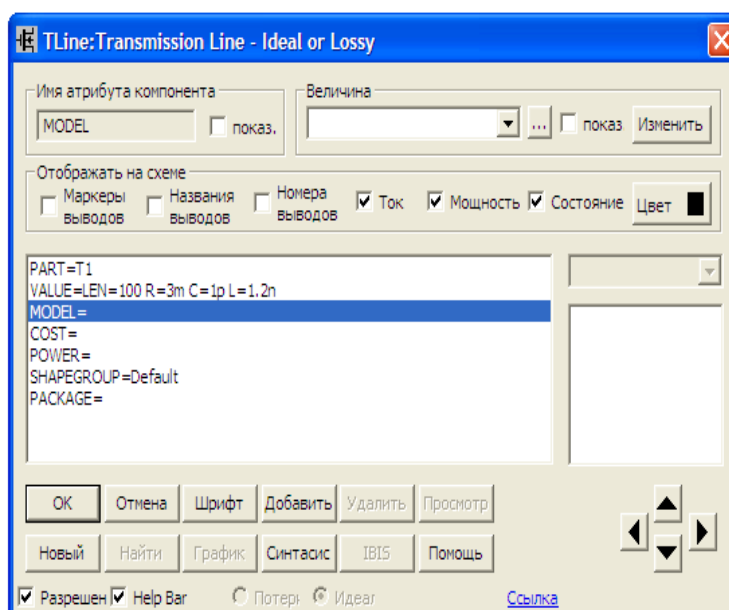 TLine:Transmission Line - Ideal or Lossy
Имя атрибута компонента
Величина
MODEL
показ.
...
показ
Изменить
Отображать на схеме
Маркеры выводов
Названия выводов
Номера выводов
Ток
Мощность
Состояние
Цвет
PART=T1
VALUE=LEN=100 R=3m C=1p L=1.2n
MODEL=
COST=
POWER=
SHAPEGROUP=Default
PACKAGE=
OK
Отмена
Шрифт
Добавить
Удалить
Просмотр
Новый
Найти
График
Синтасис
IBIS
Помощь
Разрешен
Help Bar
Потери
Идеал
Ссылка